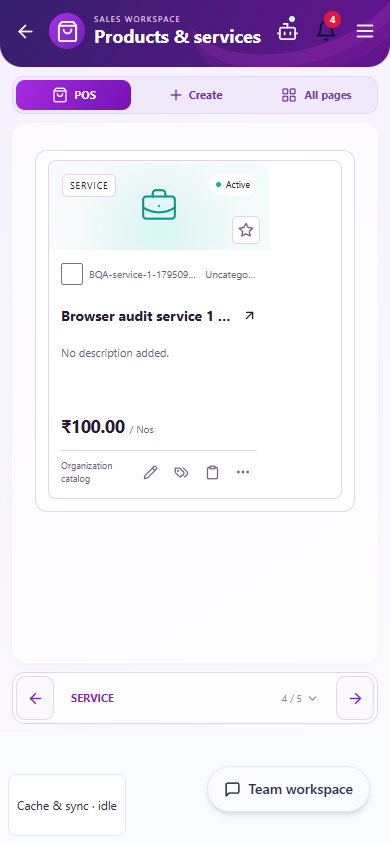 SALES WORKSPACE
Products & services
4
POS
Create
All pages
SERVICE
Active
BQA-service-1-179509... Uncatego...
Browser audit service 1 ...
No description added.
₹100.00 / Nos
Organization
catalog
SERVICE
4 / 5
Team workspace
Cache & sync · idle